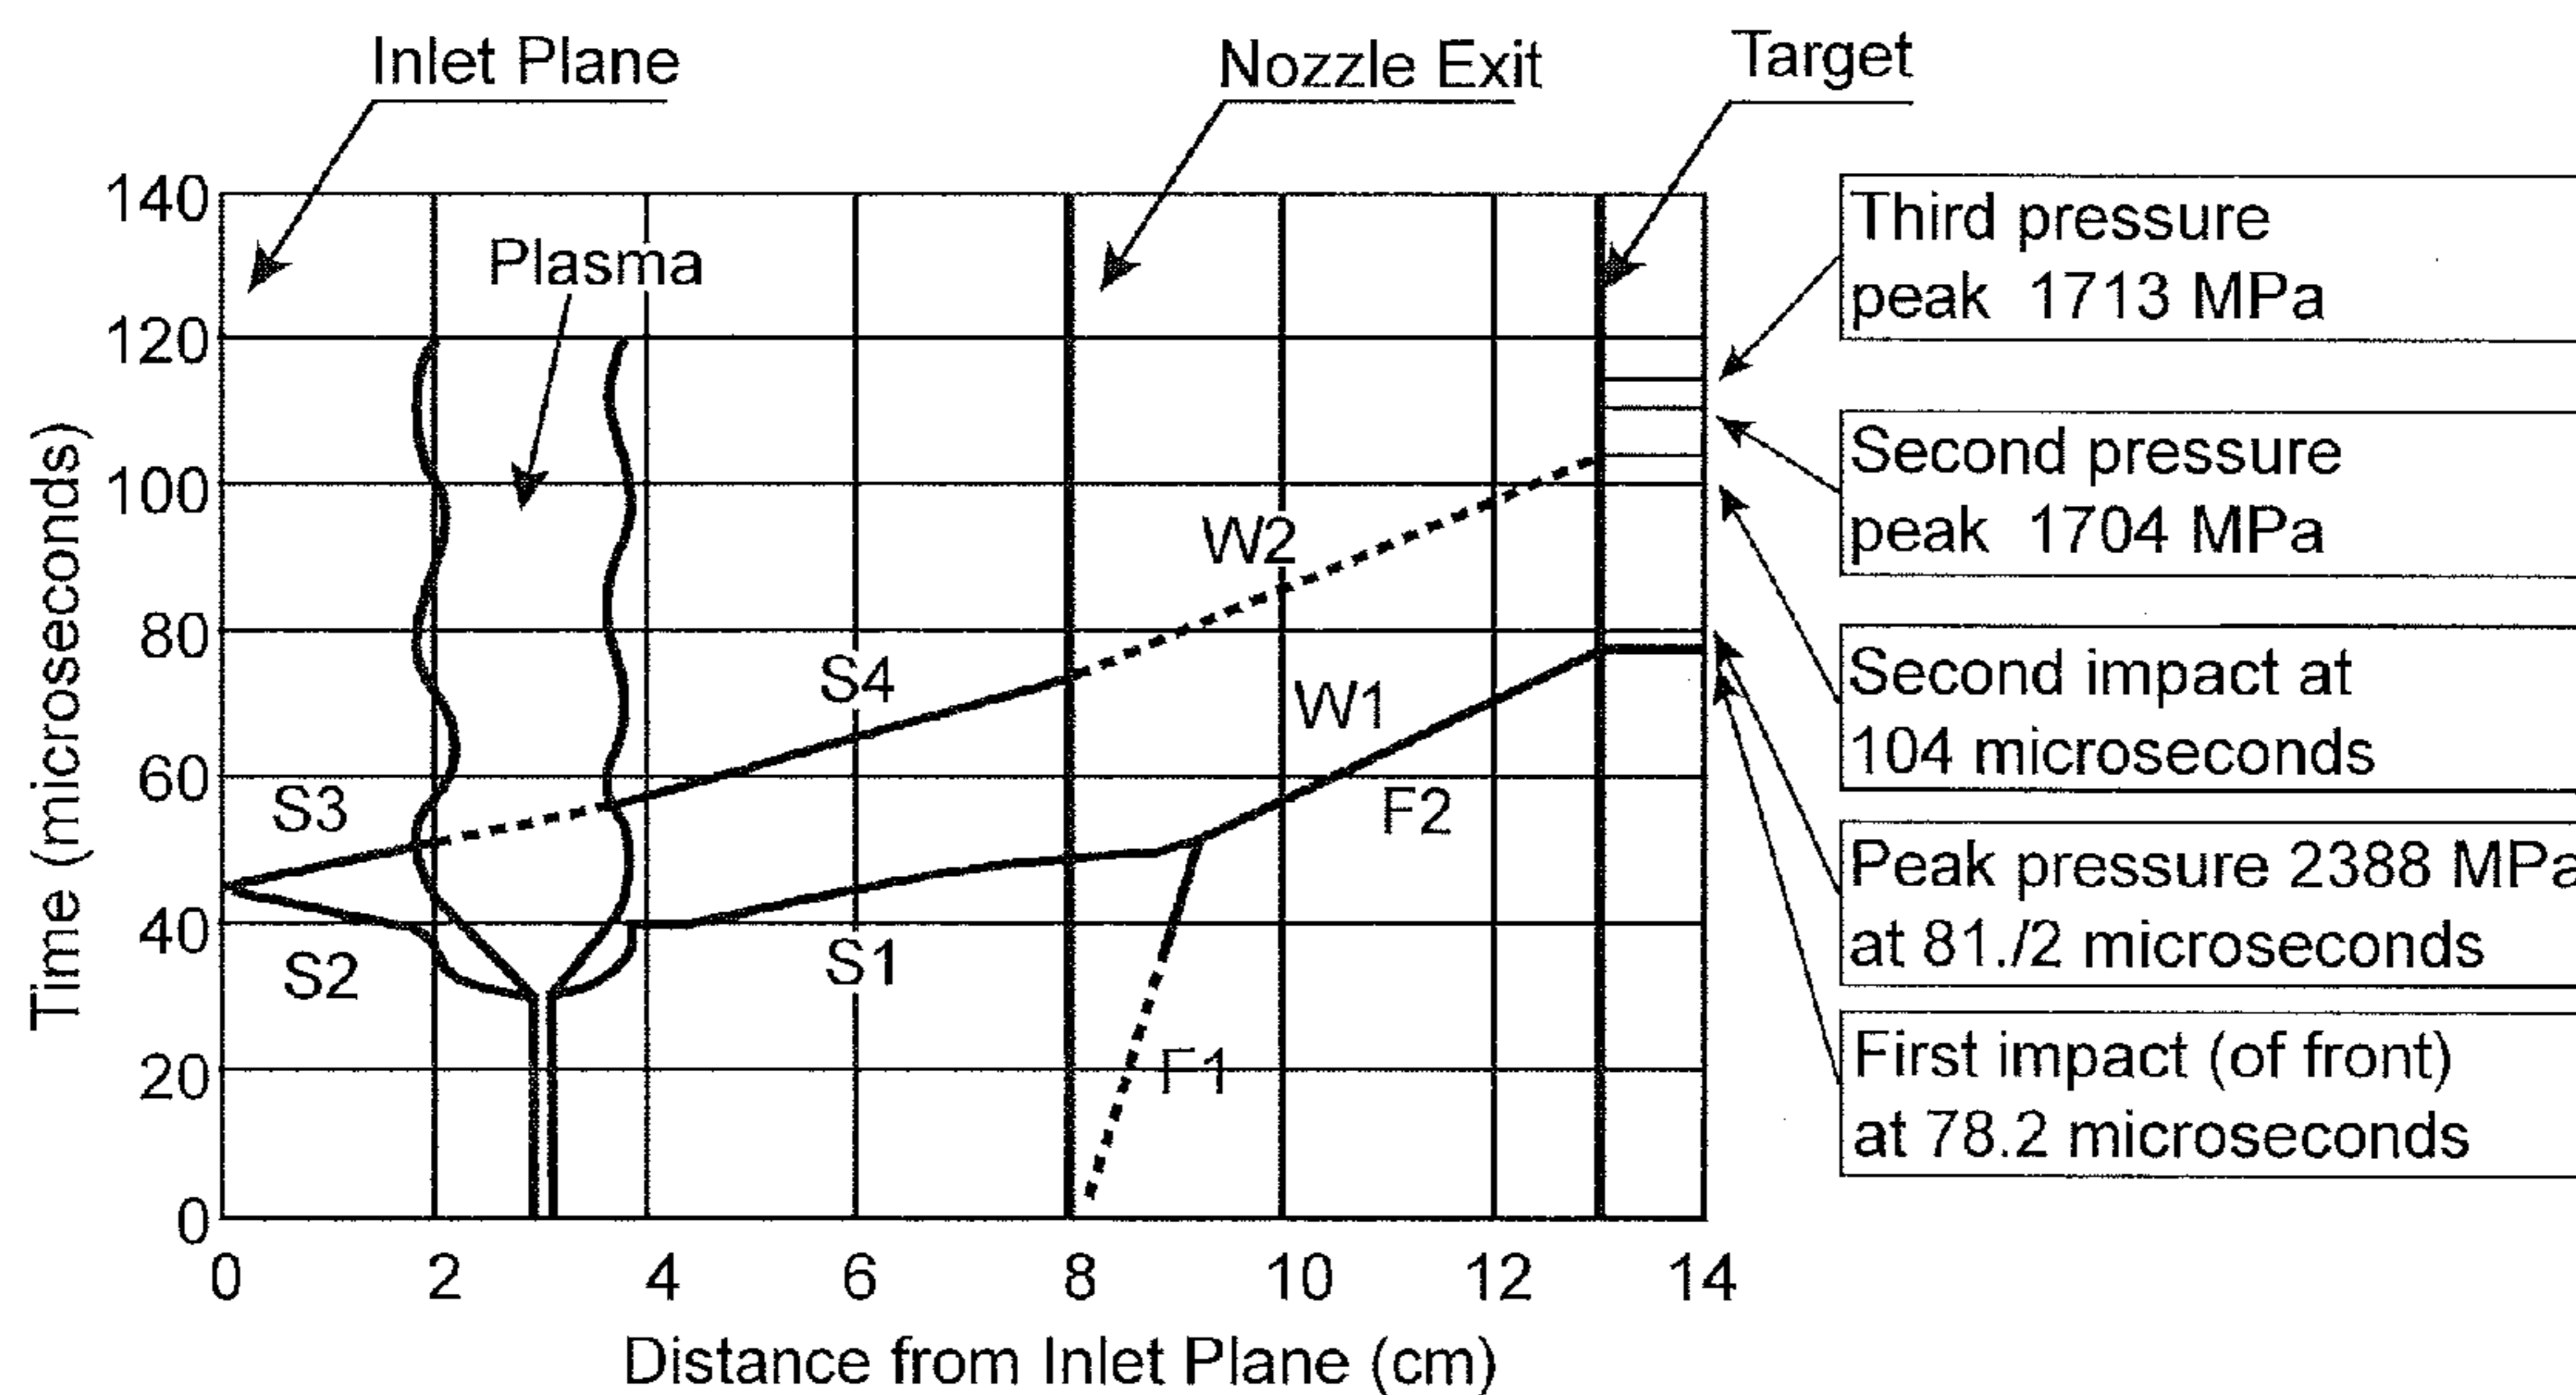 Inlet Plane
Nozzle Exit
Target
140
120
100
80
60
40
20
0
Time (microseconds)
Plasma
W2
S4
W1
S3
F2
S2
S1
F1
0 2 4 6 8 10 12 14
Distance from Inlet Plane (cm)
Third pressure
peak 1713 MPa
Second pressure
peak 1704 MPa
Second impact at
104 microseconds
Peak pressure 2388 MPa
at 81./2 microseconds
First impact (of front)
at 78.2 microseconds